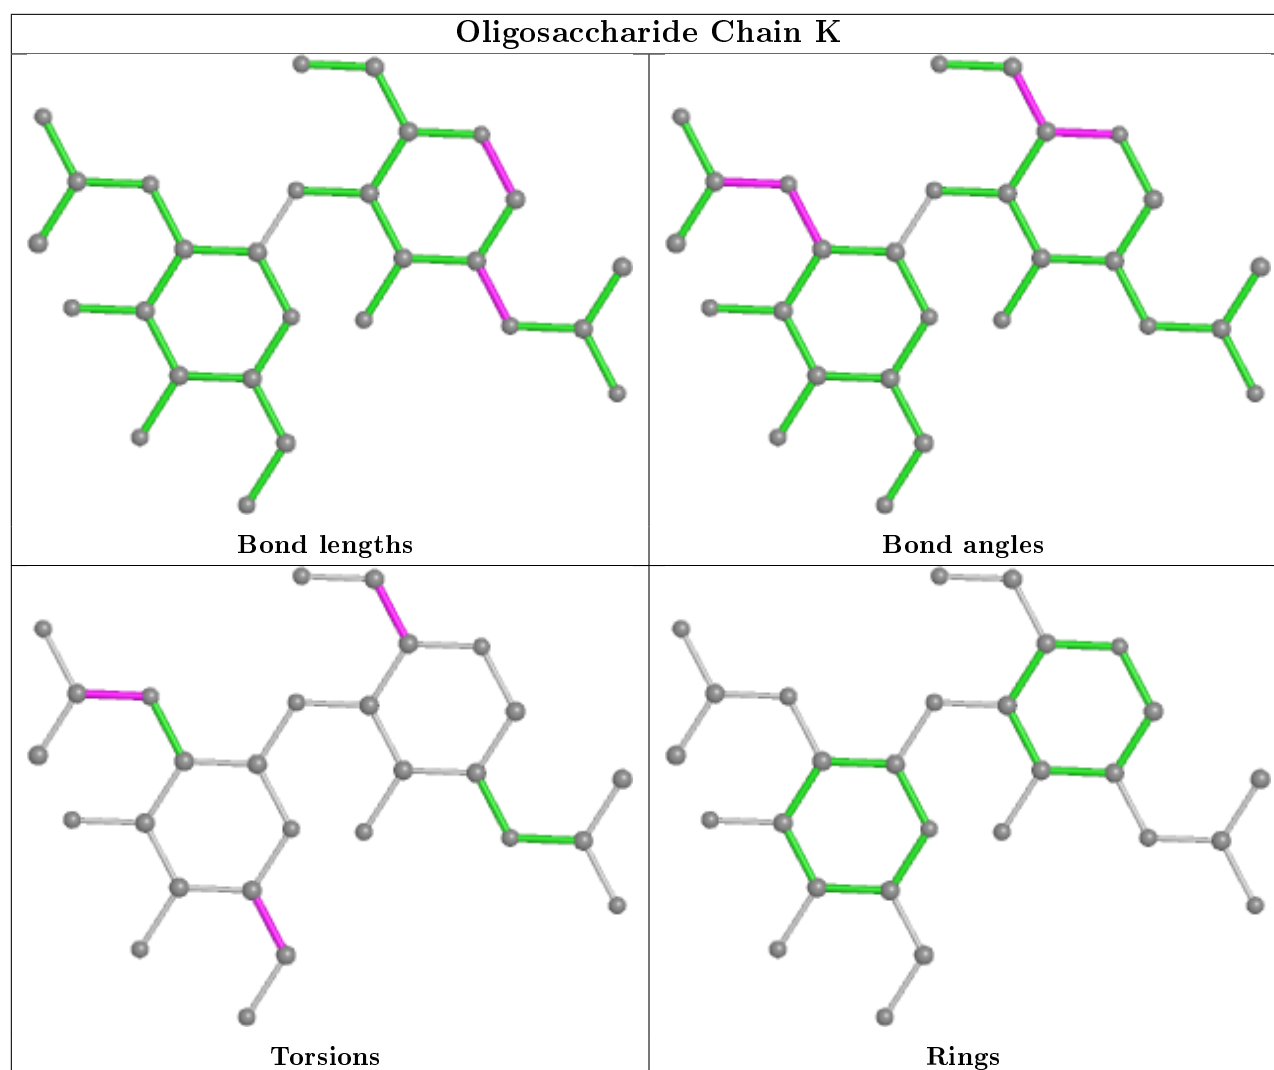 Oligosaccharide Chain K
Bond lengths
Bond angles
Torsions
Rings